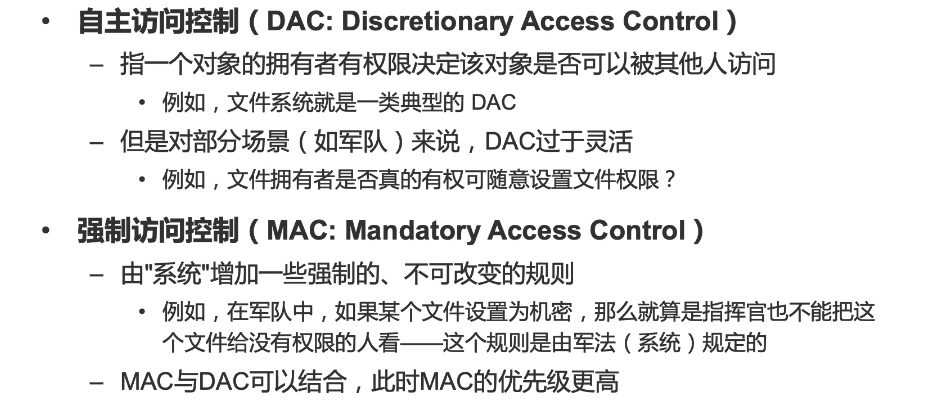 • 自主访问控制（DAC: Discretionary Access Control）
– 指一个对象的拥有者有权限决定该对象是否可以被其他人访问
• 例如，文件系统就是一类典型的 DAC
– 但是对部分场景（如军队）来说，DAC过于灵活
• 例如，文件拥有者是否真的有权可随意设置文件权限？
• 强制访问控制（MAC: Mandatory Access Control）
– 由"系统"增加一些强制的、不可改变的规则
• 例如，在军队中，如果某个文件设置为机密，那么就算是指挥官也不能把这
个文件给没有权限的人看——这个规则是由军法（系统）规定的
– MAC与DAC可以结合，此时MAC的优先级更高